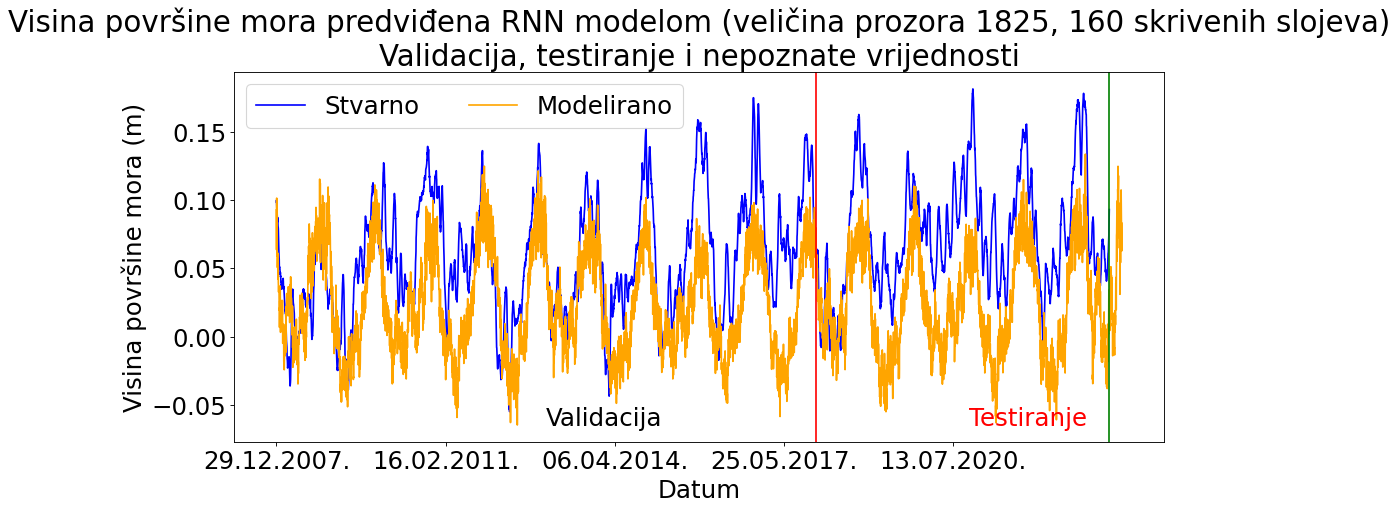 Visina površine mora predviđena RNN modelom (veličina prozora 1825, 160 skrivenih slojeva)
Validacija, testiranje i nepoznate vrijednosti
Stvarno Modelirano
Visina površine mora (m)
0.15
0.10
0.05
0.00
−0.05
Validacija Testiranje
29.12.2007. 16.02.2011. 06.04.2014. 25.05.2017. 13.07.2020.
Datum